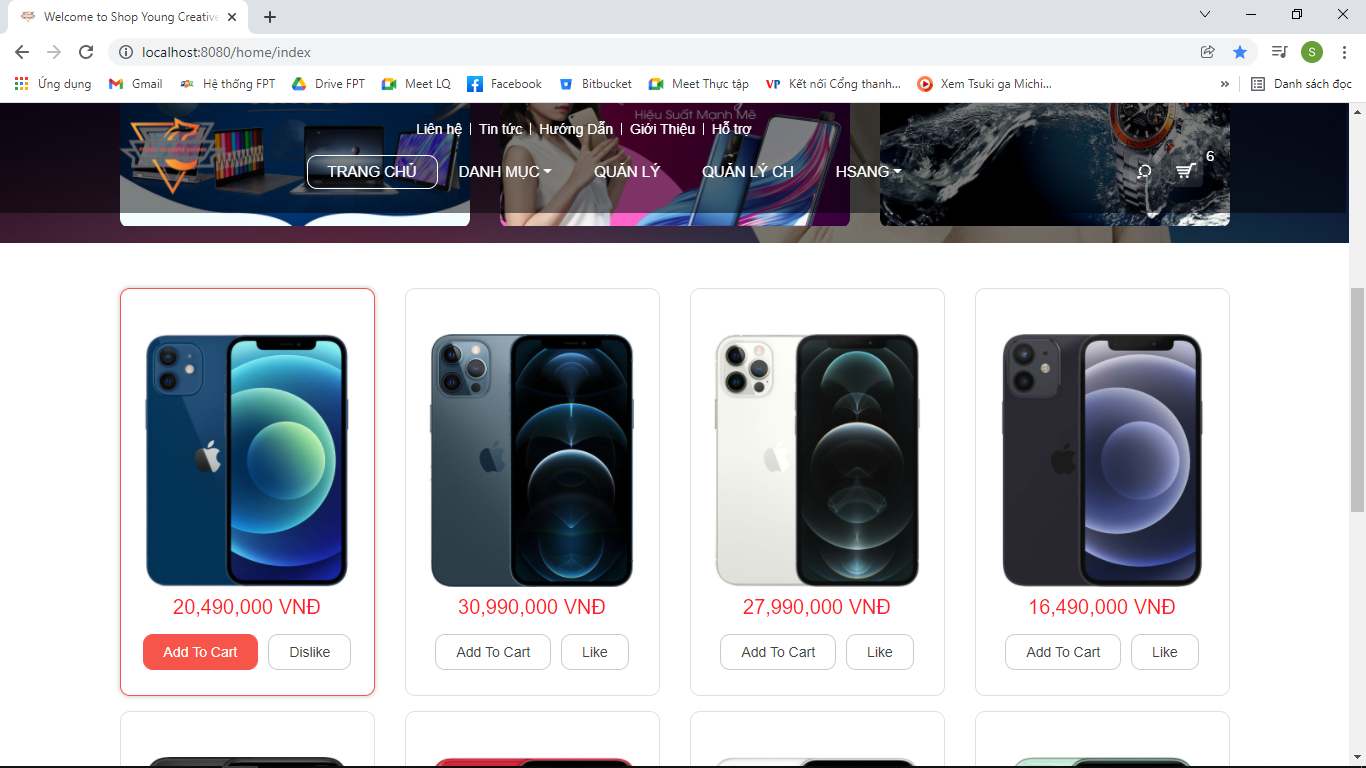 Welcome to Shop Young Creative
localhost:8080/home/index
S
Ứng dụng Gmail Hệ thống FPT Drive FPT Meet LQ Facebook Bitbucket Meet Thực tập VP Kết nối Cổng thanh... Xem Tsuki ga Michi... » Danh sách đọc
Hiệu Suất Mạnh Mẽ
Liên hệ | Tin tức | Hướng Dẫn | Giới Thiệu | Hỗ trợ
6
TRANG CHỦ DANH MỤC QUẢN LÝ QUẢN LÝ CH HSANG
20,490,000 VNĐ 30,990,000 VNĐ 27,990,000 VNĐ 16,490,000 VNĐ
Add To Cart Dislike Add To Cart Like Add To Cart Like Add To Cart Like